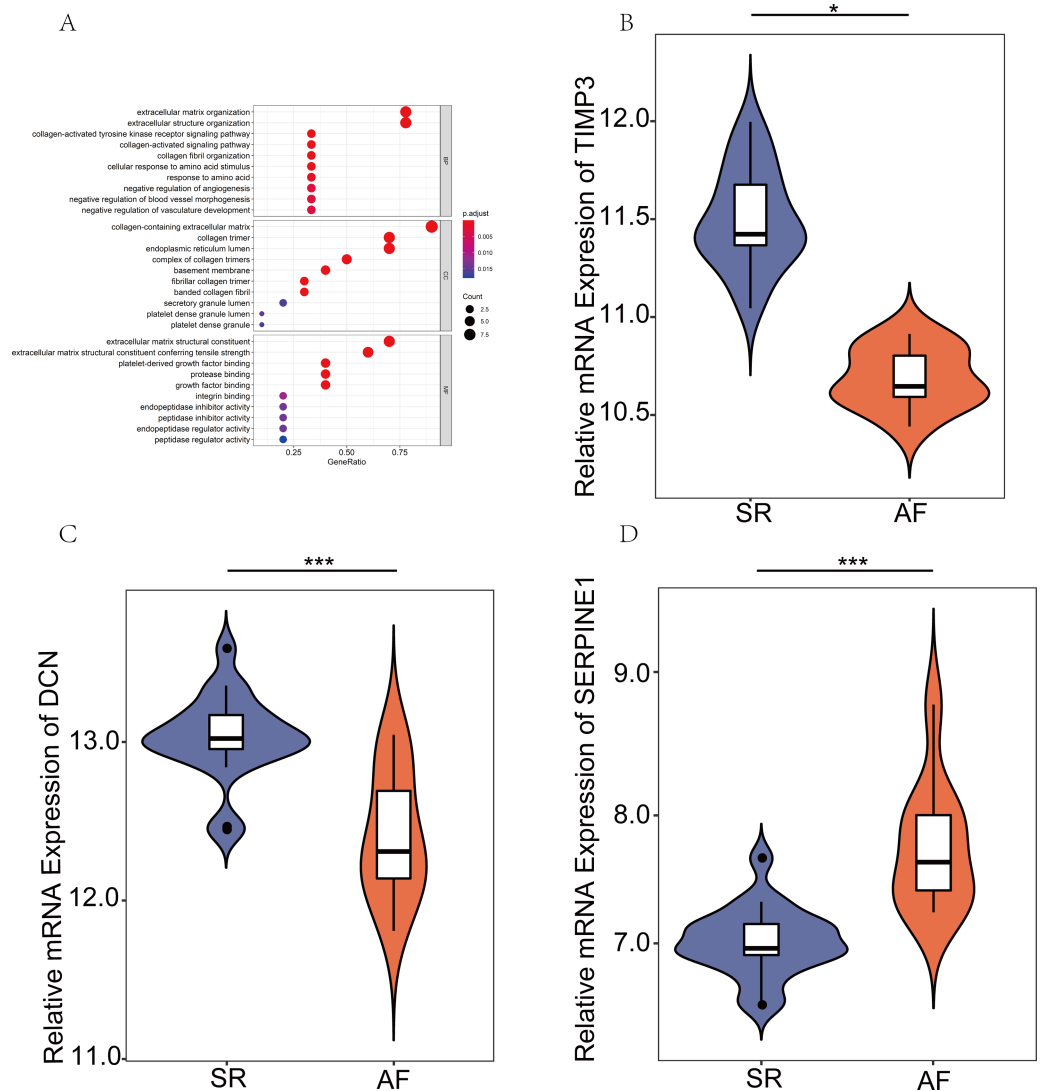 A
extracellular matrix organization
extracellular structure organization
collagen-activated tyrosine kinase receptor signaling pathway
collagen-activated signaling pathway
collagen fibril organization
cellular response to amino acid stimulus
response to amino acid
negative regulation of angiogenesis
negative regulation of blood vessel morphogenesis
negative regulation of vasculature development
BP
collagen-containing extracellular matrix
collagen trimer
endoplasmic reticulum lumen
complex of collagen trimers
basement membrane
fibrillar collagen trimer
banded collagen fibril
secretory granule lumen
platelet dense granule lumen
platelet dense granule
CC
extracellular matrix structural constituent
extracellular matrix structural constituent conferring tensile strength
platelet-derived growth factor binding
protease binding
growth factor binding
integrin binding
endopeptidase inhibitor activity
peptidase inhibitor activity
endopeptidase regulator activity
peptidase regulator activity
MF
0.25 0.50 0.75
GeneRatio
p.adjust
0.005
0.010
0.015
Count
2.5
5.0
7.5
B
*
Relative mRNA Expresion of TIMP3
12.0
11.5
11.0
10.5
SR AF
C
***
Relative mRNA Expression of DCN
13.0
12.0
11.0
SR AF
D
***
Relative mRNA Expression of SERPINE1
9.0
8.0
7.0
SR AF